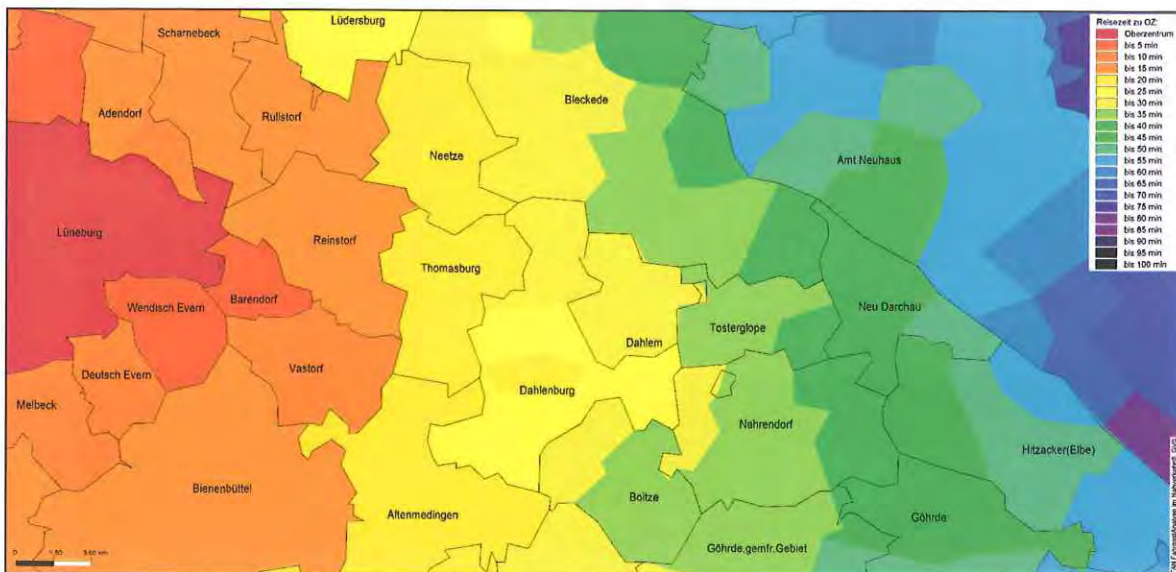 Scharnebeck
Lüdersburg
Adendorf
Rullstorf
Bleckede
Neetze
Amt Neuhaus
Lüneburg
Reinstorf
Thomasburg
Wendisch Evern
Barendorf
Neu Darchau
Tosterglope
Dahlem
Deutsch Evern
Vastorf
Dahlenburg
Melbeck
Nahrendorf
Hitzacker(Elbe)
Bienenbüttel
Boitze
Altenmedingen
Göhrde
Göhrde,gemfr.Gebiet
Reisezeit zu OZ:
Oberzentrum
bis 5 min
bis 10 min
bis 15 min
bis 20 min
bis 25 min
bis 30 min
bis 35 min
bis 40 min
bis 45 min
bis 50 min
bis 55 min
bis 60 min
bis 65 min
bis 70 min
bis 75 min
bis 80 min
bis 85 min
bis 90 min
bis 95 min
bis 100 min